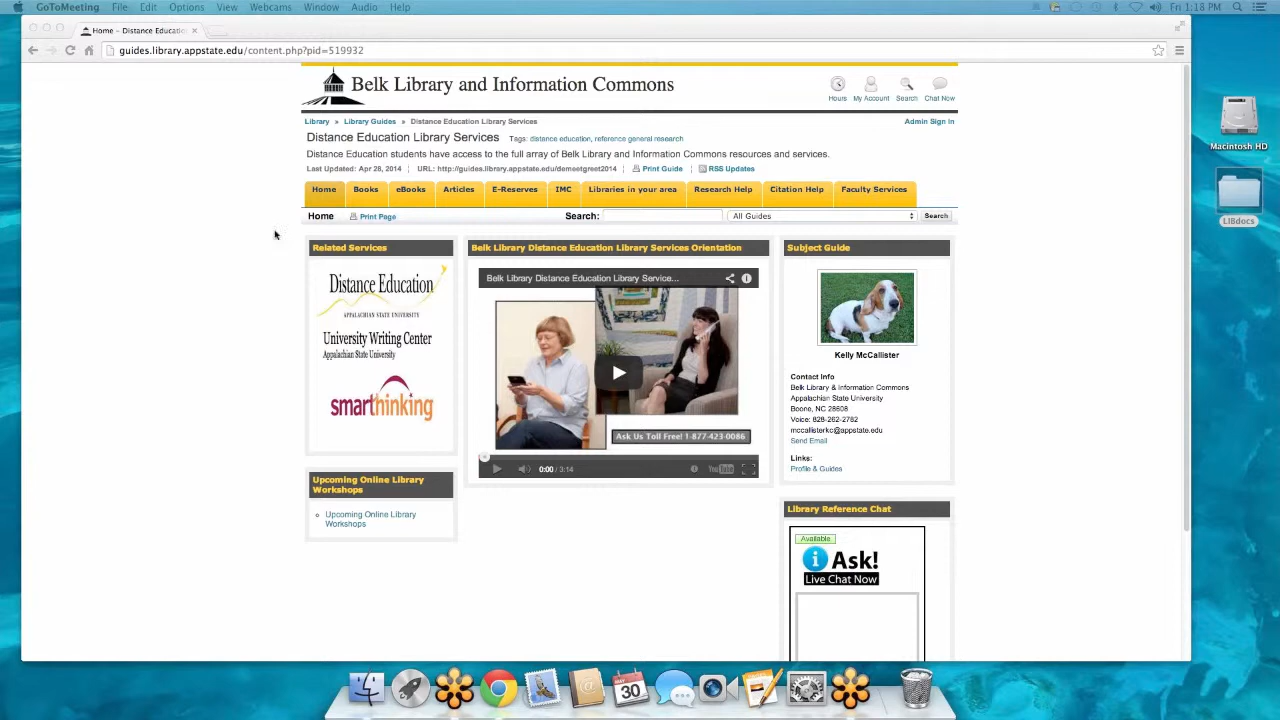 GoToMeeting File Edit Options View Webcams Window Audio Help
Fri 1:18 PM
Home – Distance Educatio
guides.library.appstate.edu/content.php?pid=519932
Belk Library and Information Commons
Hours My Account Search Chat Now
Library » Library Guides » Distance Education Library Services
Admin Sign In
Distance Education Library Services Tags: distance education, reference general research
Distance Education students have access to the full array of Belk Library and Information Commons resources and services.
Last Updated: Apr 28, 2014 URL: http://guides.library.appstate.edu/demeetgreet2014 Print Guide RSS Updates
Home Books eBooks Articles E-Reserves IMC Libraries in your area Research Help Citation Help Faculty Services
Home Print Page Search: All Guides Search
Related Services
Distance Education
APPALACHIAN STATE UNIVERSITY
University Writing Center
Appalachian State University
smarthinking
Upcoming Online Library
Workshops
Upcoming Online Library
Workshops
Belk Library Distance Education Library Services Orientation
Belk Library Distance Education Library Service...
Ask Us Toll Free! 1-877-423-0086
0:00 / 3:14
YouTube
Subject Guide
Kelly McCallister
Contact Info
Belk Library & Information Commons
Appalachian State University
Boone, NC 28608
Voice: 828-262-2782
mccallisterkc@appstate.edu
Send Email
Links:
Profile & Guides
Library Reference Chat
Available
Ask!
Live Chat Now
Macintosh HD
LIBdocs
MAY
30